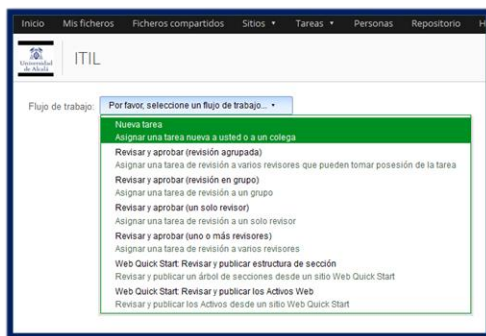 Inicio Mis ficheros Ficheros compartidos Sitios Tareas Personas Repositorio H
Universidad
de Alcalá
ITIL
Flujo de trabajo: Por favor, seleccione un flujo de trabajo...
Nueva tarea
Asignar una tarea nueva a usted o a un colega
Revisar y aprobar (revisión agrupada)
Asignar una tarea de revisión a varios revisores que pueden tomar posesión de la tarea
Revisar y aprobar (revisión en grupo)
Asignar una tarea de revisión a un grupo
Revisar y aprobar (un solo revisor)
Asignar una tarea de revisión a un solo revisor
Revisar y aprobar (uno o más revisores)
Asignar una tarea de revisión a varios revisores
Web Quick Start: Revisar y publicar estructura de sección
Revisar y publicar un árbol de secciones desde un sitio Web Quick Start
Web Quick Start: Revisar y publicar los Activos Web
Revisar y publicar los Activos desde un sitio Web Quick Start